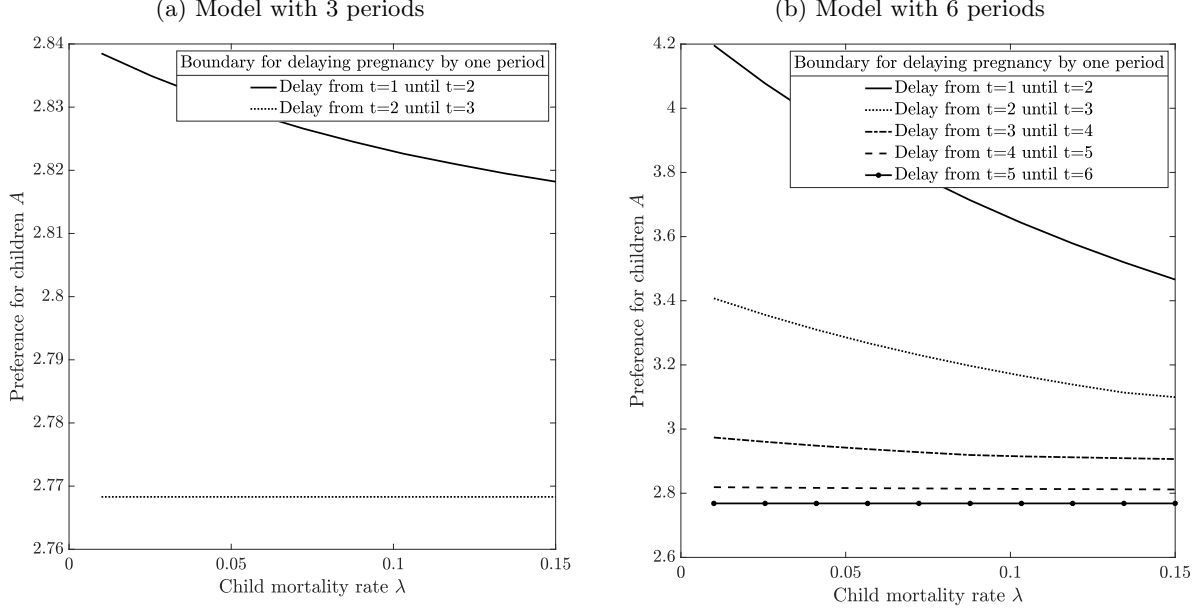 (a) Model with 3 periods
2.84
2.83
2.82
2.81
2.8
2.79
2.78
2.77
2.76
0
0.05
0.1
0.15
Preference for children A
Child mortality rate λ
Boundary for delaying pregnancy by one period
Delay from t=1 until t=2
Delay from t=2 until t=3
(b) Model with 6 periods
4.2
4
3.8
3.6
3.4
3.2
3
2.8
2.6
0
0.05
0.1
0.15
Preference for children A
Child mortality rate λ
Boundary for delaying pregnancy by one period
Delay from t=1 until t=2
Delay from t=2 until t=3
Delay from t=3 until t=4
Delay from t=4 until t=5
Delay from t=5 until t=6